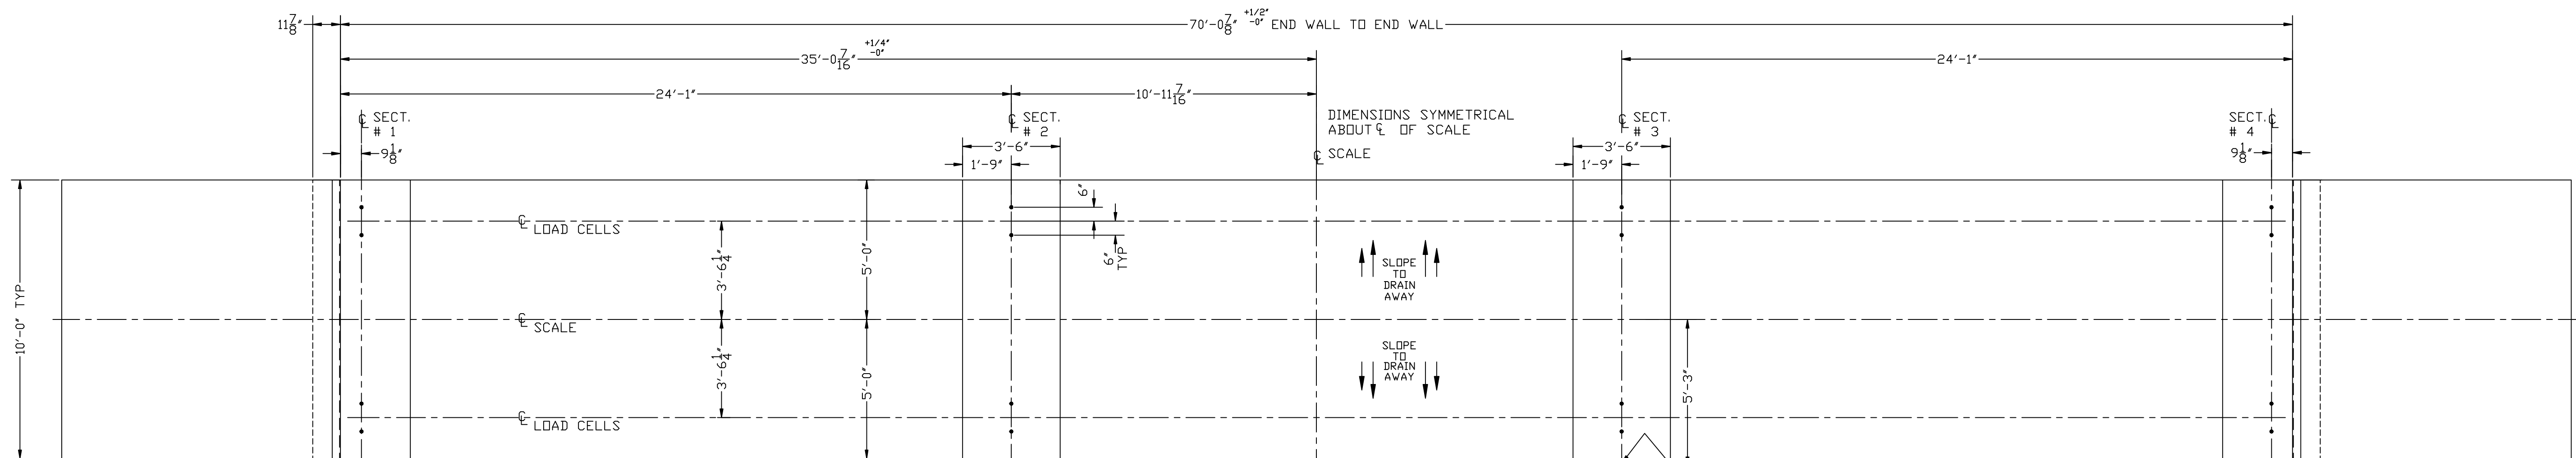 11 7/8"
70'-0 7/8" +1/2" -0" END WALL TO END WALL
35'-0 7/16" +1/4" -0"
24'-1"
24'-1"
10'-11 7/16"
℄ SECT.
# 1
℄ SECT.
# 2
DIMENSIONS SYMMETRICAL
ABOUT ℄ OF SCALE
℄ SCALE
℄ SECT.
# 3
SECT. ℄
# 4
9 1/8"
3'-6"
1'-9"
3'-6"
1'-9"
9 1/8"
6"
6"
TYP
℄ LOAD CELLS
3'-6 1/4"
5'-0"
SLOPE
TO
DRAIN
AWAY
10'-0" TYP
℄ SCALE
3'-6 1/4"
5'-0"
SLOPE
TO
DRAIN
AWAY
5'-3"
℄ LOAD CELLS